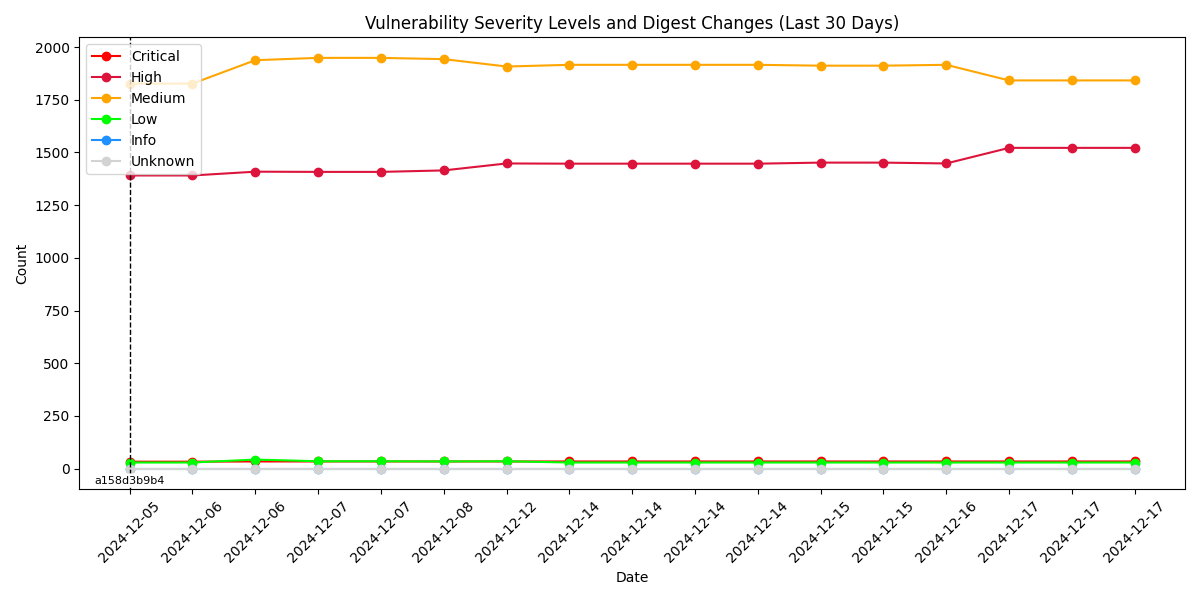 Vulnerability Severity Levels and Digest Changes (Last 30 Days)
Critical
High
Medium
Low
Info
Unknown
2000
1750
1500
1250
1000
750
500
250
0
Count
a158d3b9b4
2024-12-05
2024-12-06
2024-12-06
2024-12-07
2024-12-07
2024-12-08
2024-12-12
2024-12-14
2024-12-14
2024-12-14
2024-12-14
2024-12-15
2024-12-15
2024-12-16
2024-12-17
2024-12-17
2024-12-17
Date